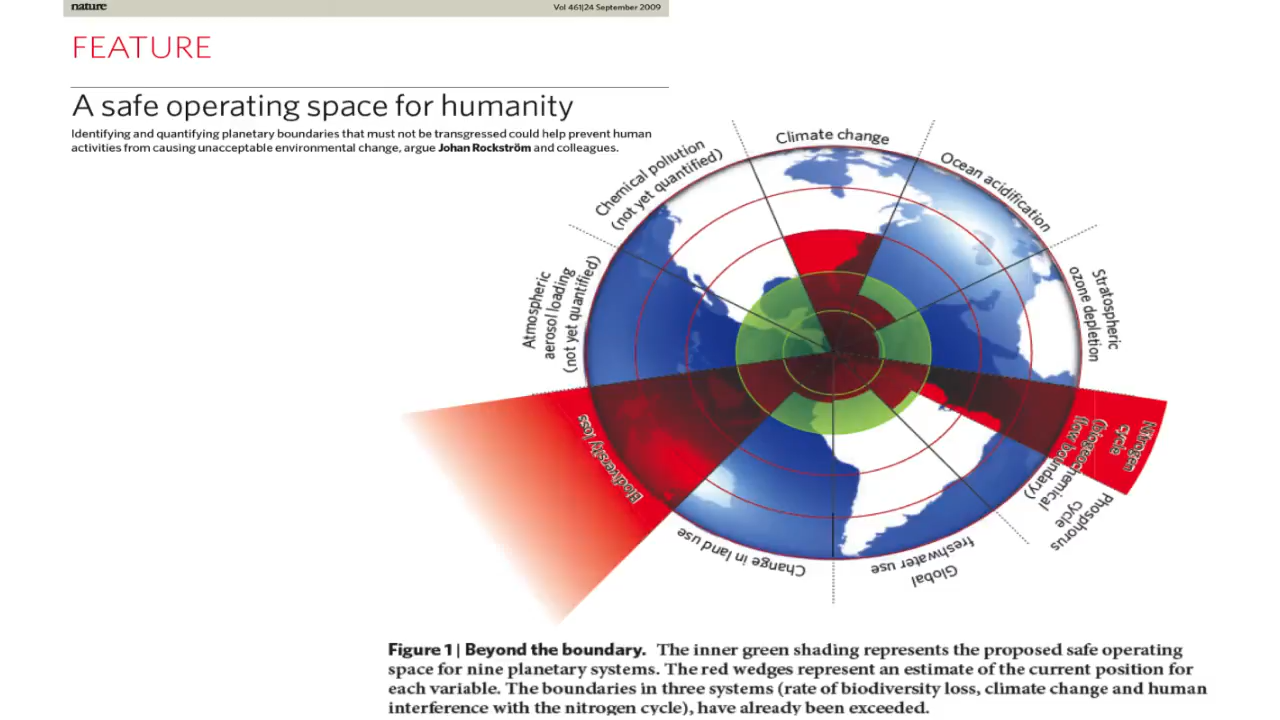 nature
Vol 461|24 September 2009
FEATURE
A safe operating space for humanity
Identifying and quantifying planetary boundaries that must not be transgressed could help prevent human
activities from causing unacceptable environmental change, argue Johan Rockström and colleagues.
Climate change
Ocean acidification
Stratospheric
ozone depletion
Nitrogen
cycle
(biogeochemical
flow boundary)
Phosphorus
cycle
Global
freshwater use
Change in land use
Biodiversity loss
Atmospheric
aerosol loading
(not yet quantified)
Chemical pollution
(not yet quantified)
Figure 1 | Beyond the boundary. The inner green shading represents the proposed safe operating
space for nine planetary systems. The red wedges represent an estimate of the current position for
each variable. The boundaries in three systems (rate of biodiversity loss, climate change and human
interference with the nitrogen cycle), have already been exceeded.